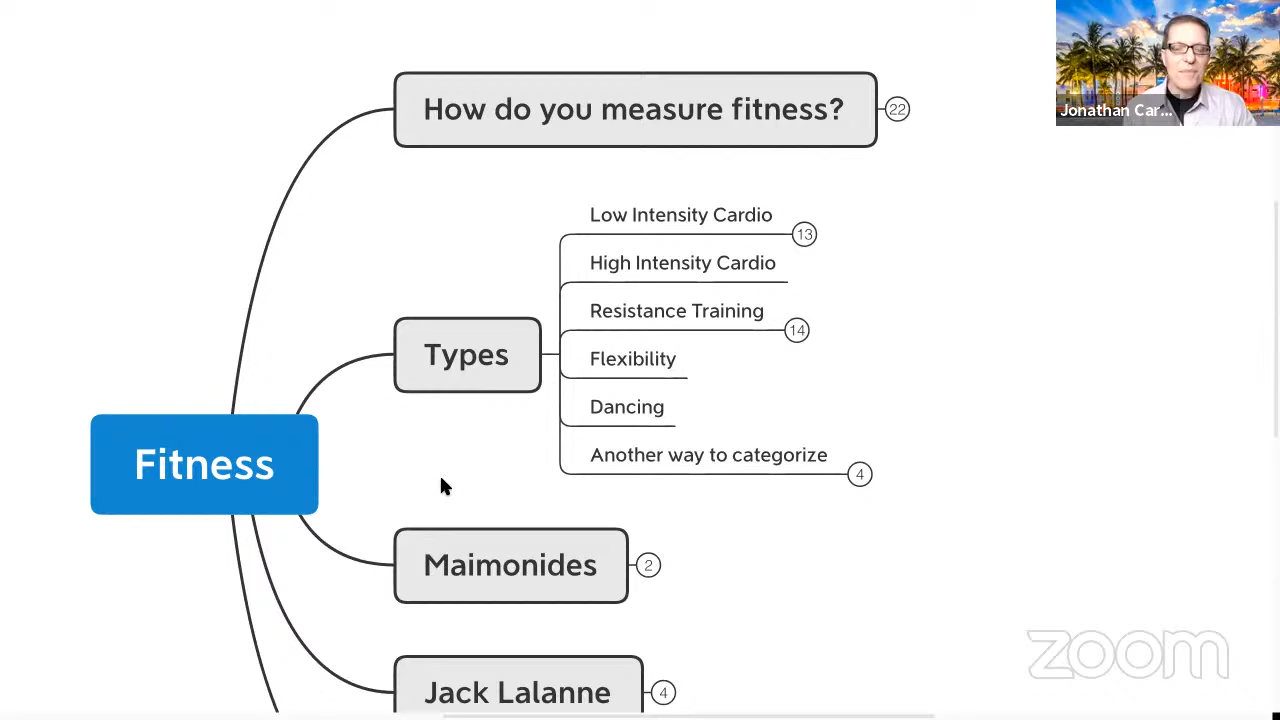 How do you measure fitness?
22
Jonathan Car...
Low Intensity Cardio
13
High Intensity Cardio
Resistance Training
14
Types
Flexibility
Dancing
Another way to categorize
4
Fitness
Maimonides
2
Jack Lalanne
4
zoom